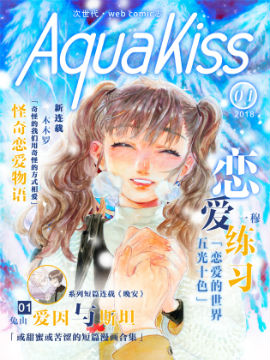 次世代·web comic志
AquaKiss
01
2018
新连载
木木罗
「奇怪的我们用奇怪的方式相爱」
怪奇恋爱物语
恋爱练习
一穆
「恋爱的世界
五光十色」
系列短篇连载《晚安》
01
兔山
爱因与斯坦
「或甜蜜或苦涩的短篇漫画合集」